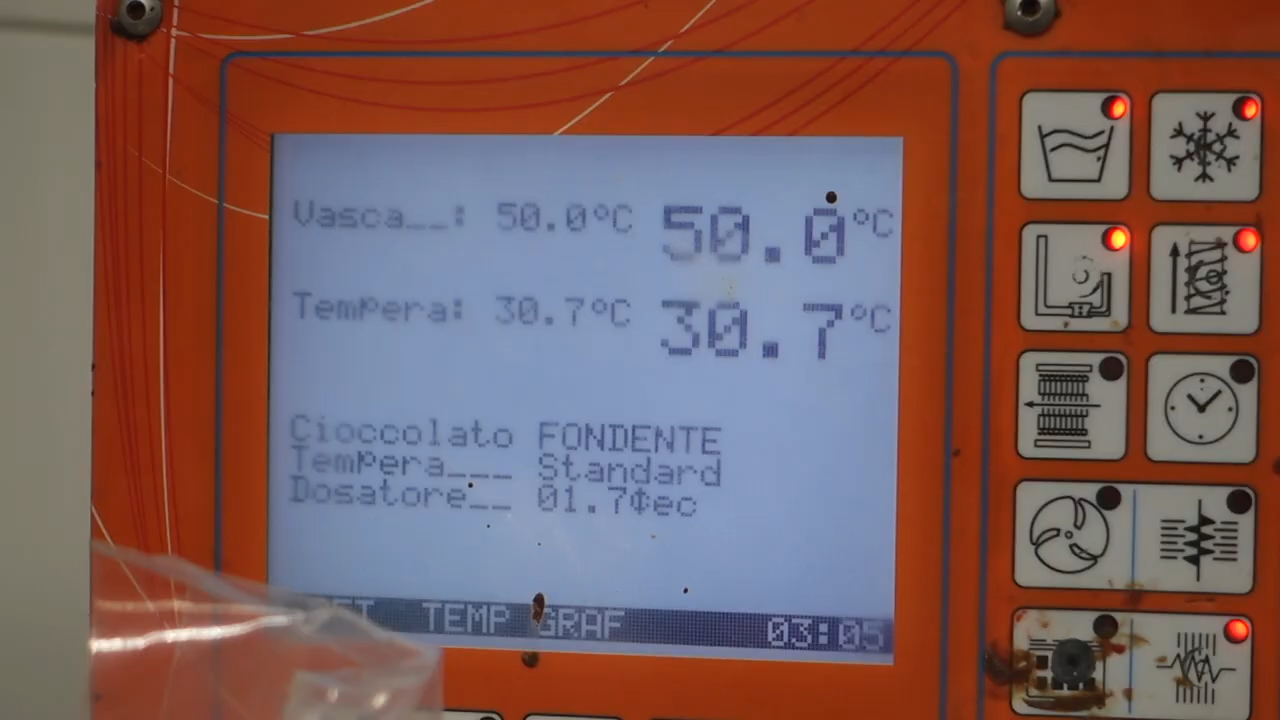 Vasca__: 50.0°C 50.0°C
Tempera: 30.7°C 30.7°C
Cioccolato FONDENTE
Tempera___ Standard
Dosatore__ 01.7sec
TEMP GRAF 03:05